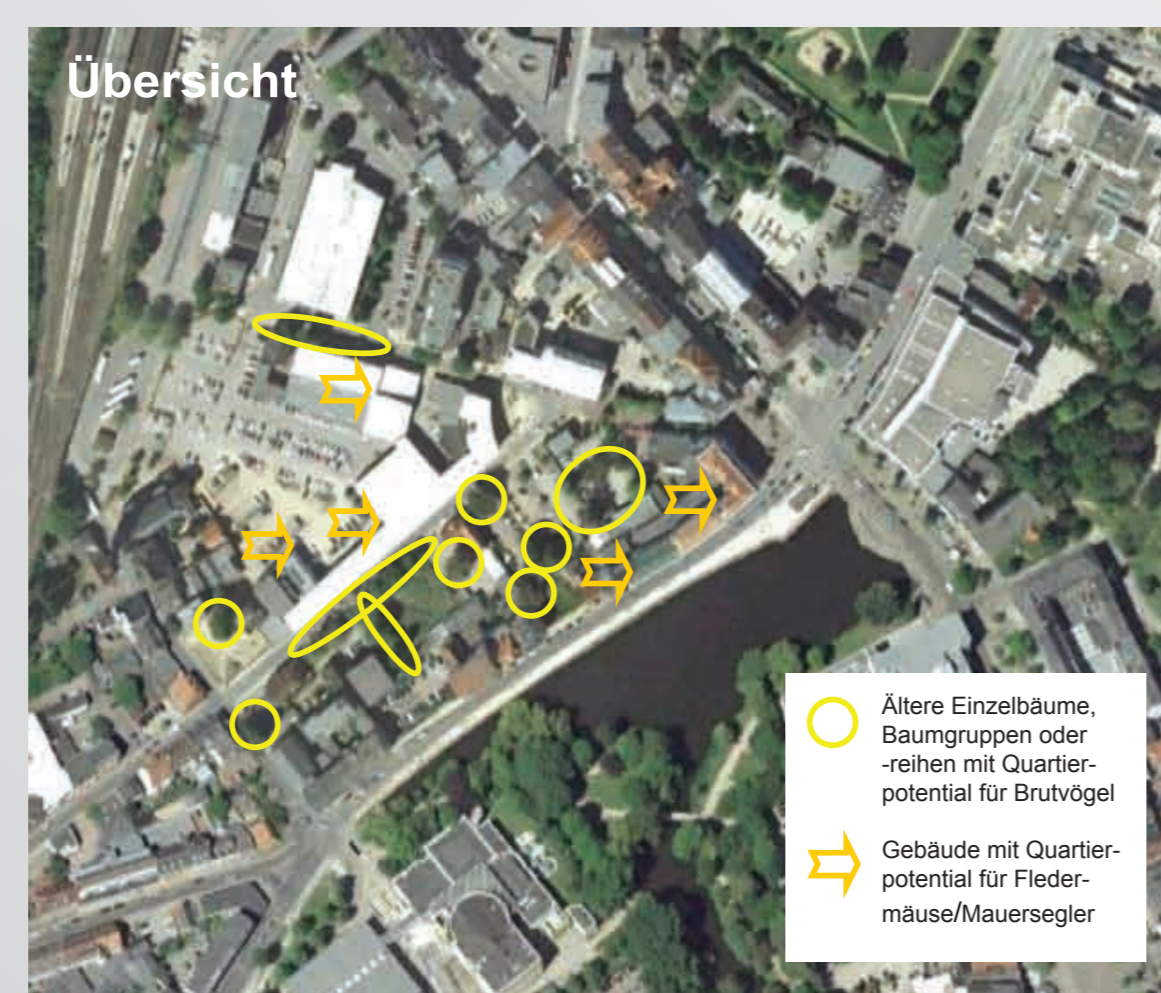 Übersicht
Ältere Einzelbäume,
Baumgruppen oder
-reihen mit Quartier-
potential für Brutvögel
Gebäude mit Quartier-
potential für Fleder-
mäuse/Mauersegler